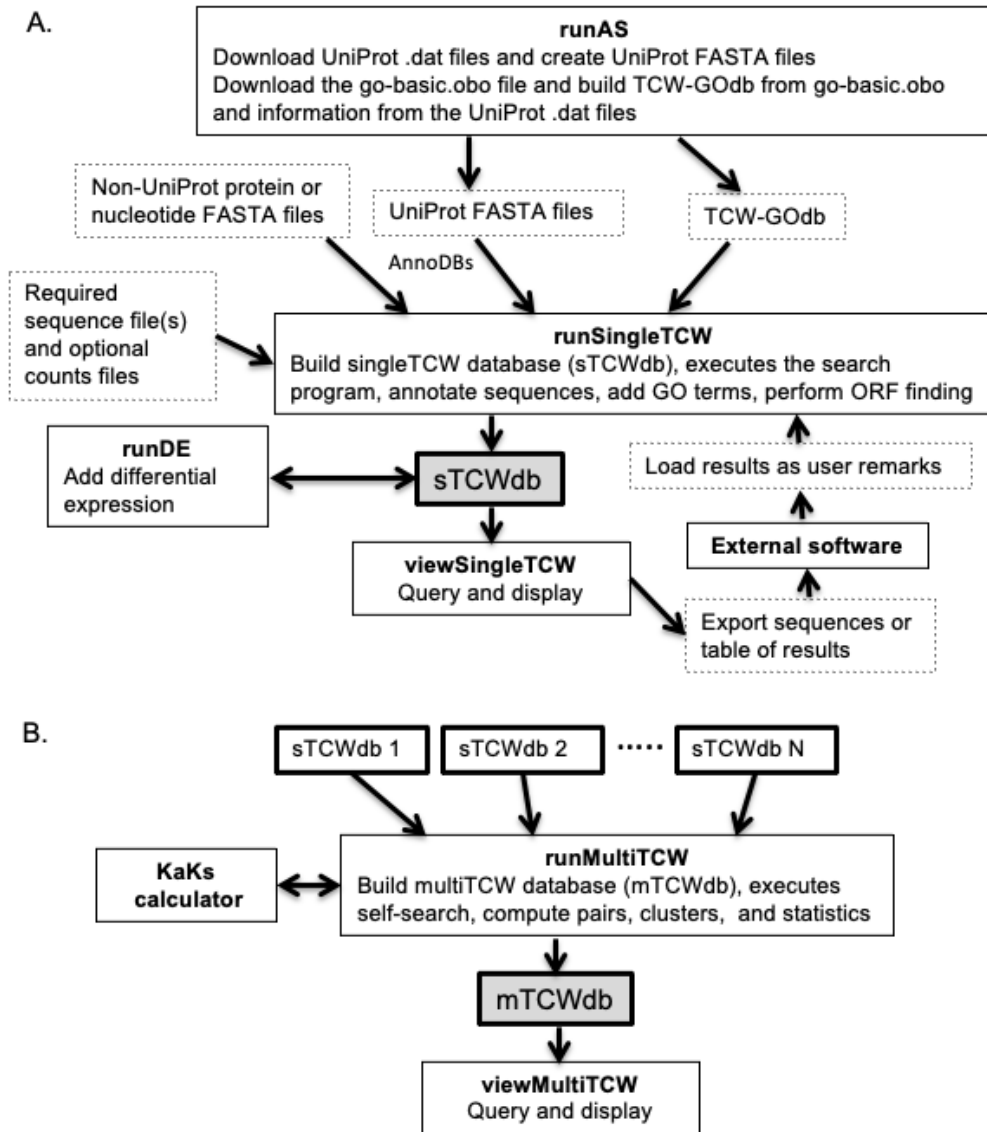 A.
runAS
Download UniProt .dat files and create UniProt FASTA files
Download the go-basic.obo file and build TCW-GOdb from go-basic.obo
and information from the UniProt .dat files
Non-UniProt protein or
nucleotide FASTA files
UniProt FASTA files
TCW-GOdb
AnnoDBs
Required
sequence file(s)
and optional
counts files
runSingleTCW
Build singleTCW database (sTCWdb), executes the search
program, annotate sequences, add GO terms, perform ORF finding
runDE
Add differential
expression
sTCWdb
Load results as user remarks
External software
viewSingleTCW
Query and display
Export sequences or
table of results
B.
sTCWdb 1
sTCWdb 2
.....
sTCWdb N
KaKs
calculator
runMultiTCW
Build multiTCW database (mTCWdb), executes
self-search, compute pairs, clusters, and statistics
mTCWdb
viewMultiTCW
Query and display